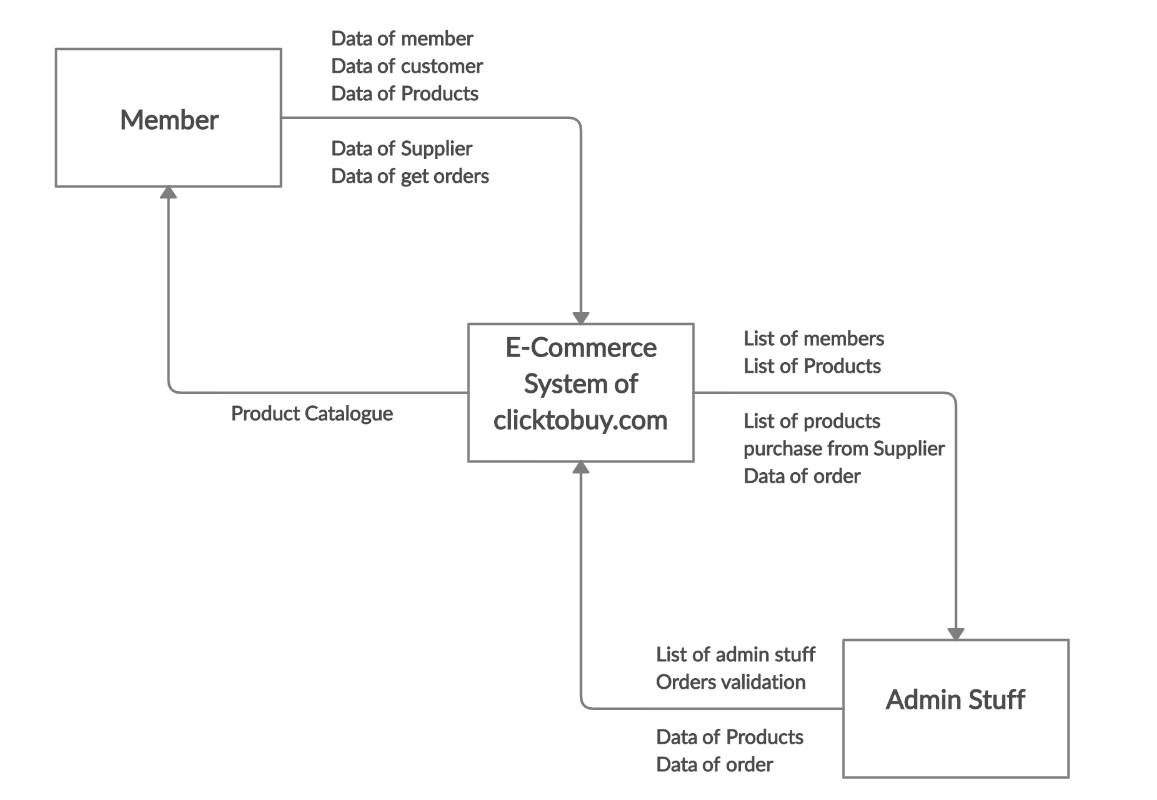 Data of member
Data of customer
Data of Products
Member
Data of Supplier
Data of get orders
E-Commerce
System of
clicktobuy.com
List of members
List of Products
Product Catalogue
List of products
purchase from Supplier
Data of order
List of admin stuff
Orders validation
Admin Stuff
Data of Products
Data of order